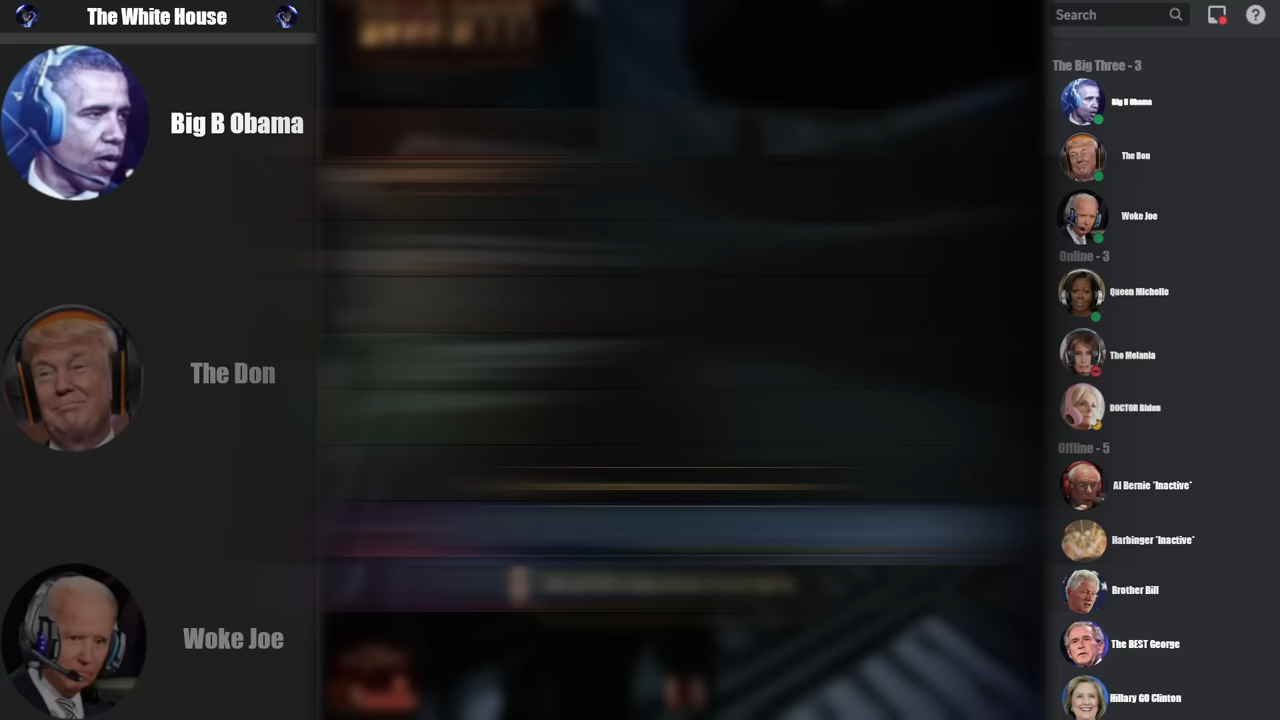 The White House
Big B Obama
The Don
Woke Joe
Search
The Big Three - 3
Big B Obama
The Don
Woke Joe
Online - 3
Queen Michelle
The Melania
DOCTOR Biden
Offline - 5
AI Bernie *Inactive*
Harbinger *Inactive*
Brother Bill
The BEST George
Hillary GO Clinton